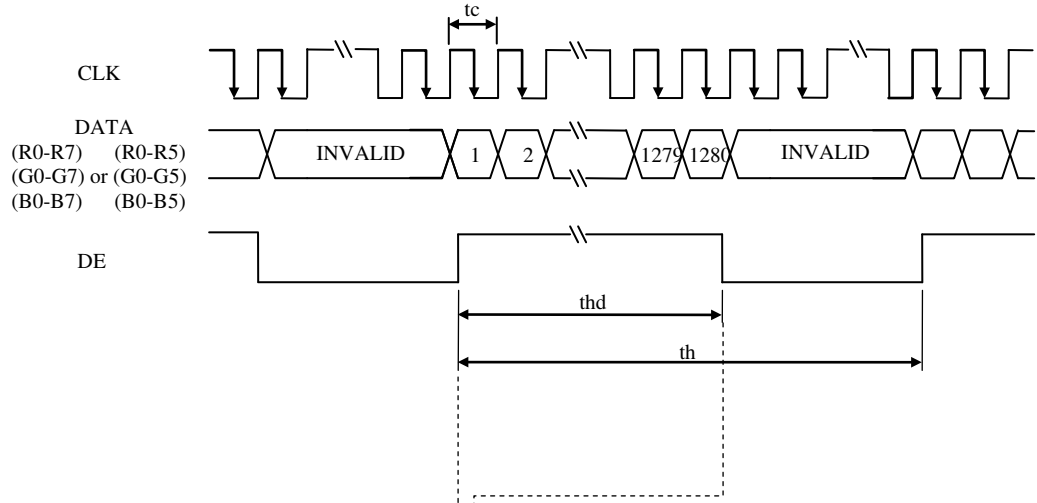 tc
CLK
DATA
(R0-R7) (R0-R5)
(G0-G7) or (G0-G5)
(B0-B7) (B0-B5)
INVALID 1 2 1279 1280 INVALID
DE
thd
th